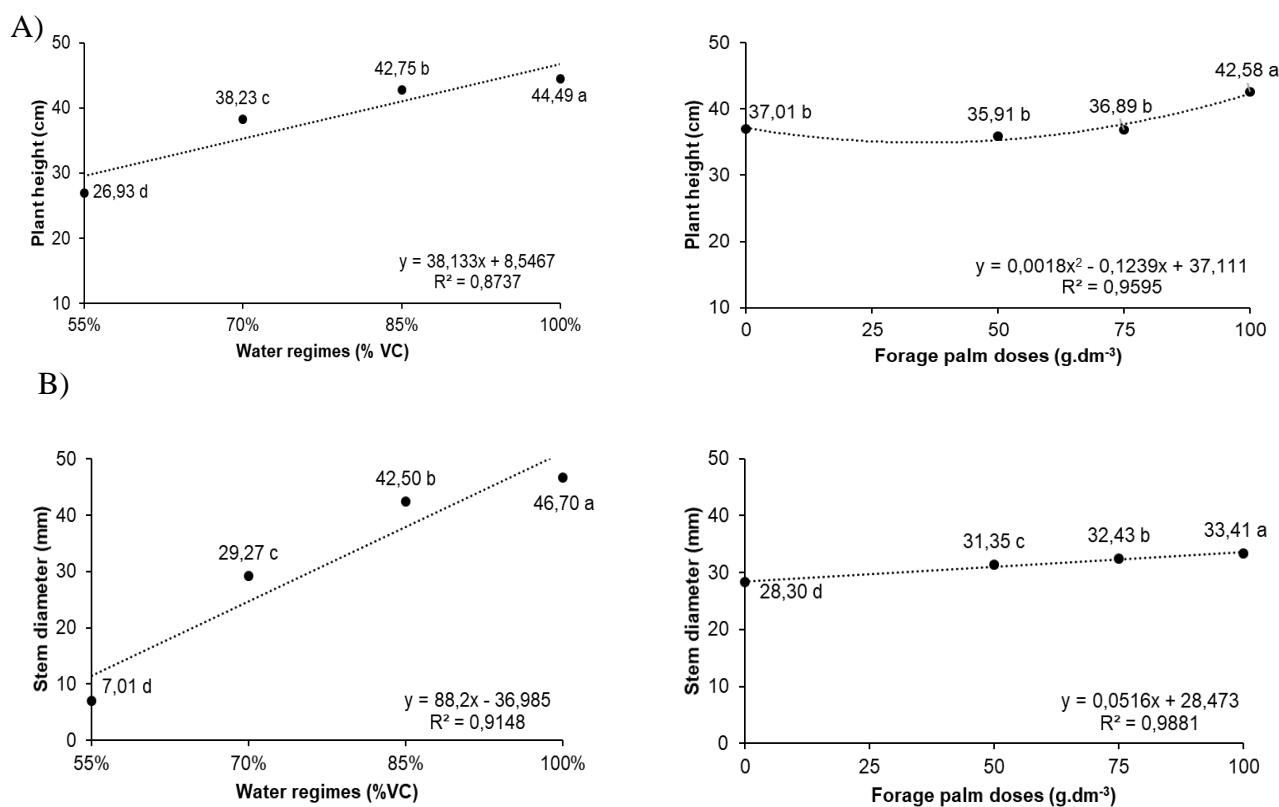 A)
50
40
30
20
10
Plant height (cm)
42,75 b
38,23 c
44,49 a
26,93 d
y = 38,133x + 8,5467
R² = 0,8737
55% 70% 85% 100%
Water regimes (% VC)
50
40
30
20
10
Plant height (cm)
42,58 a
37,01 b
35,91 b
36,89 b
y = 0,0018x² - 0,1239x + 37,111
R² = 0,9595
0 25 50 75 100
Forage palm doses (g.dm⁻³)
B)
50
40
30
20
10
0
Stem diameter (mm)
42,50 b
46,70 a
29,27 c
7,01 d
y = 88,2x - 36,985
R² = 0,9148
55% 70% 85% 100%
Water regimes (%VC)
50
40
30
20
10
0
Stem diameter (mm)
31,35 c
32,43 b
33,41 a
28,30 d
y = 0,0516x + 28,473
R² = 0,9881
0 25 50 75 100
Forage palm doses (g.dm⁻³)